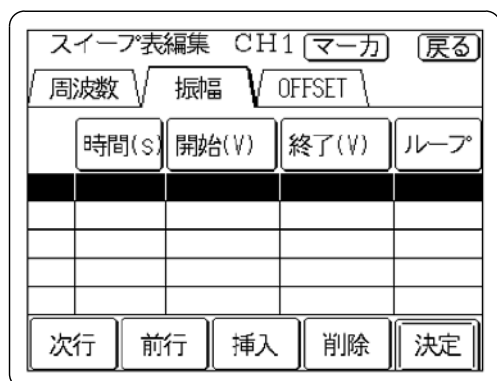 スイープ表編集 CH1 マーカ 戻る
周波数 振幅 OFFSET
時間(s) 開始(V) 終了(V) ループ
次行 前行 挿入 削除 決定